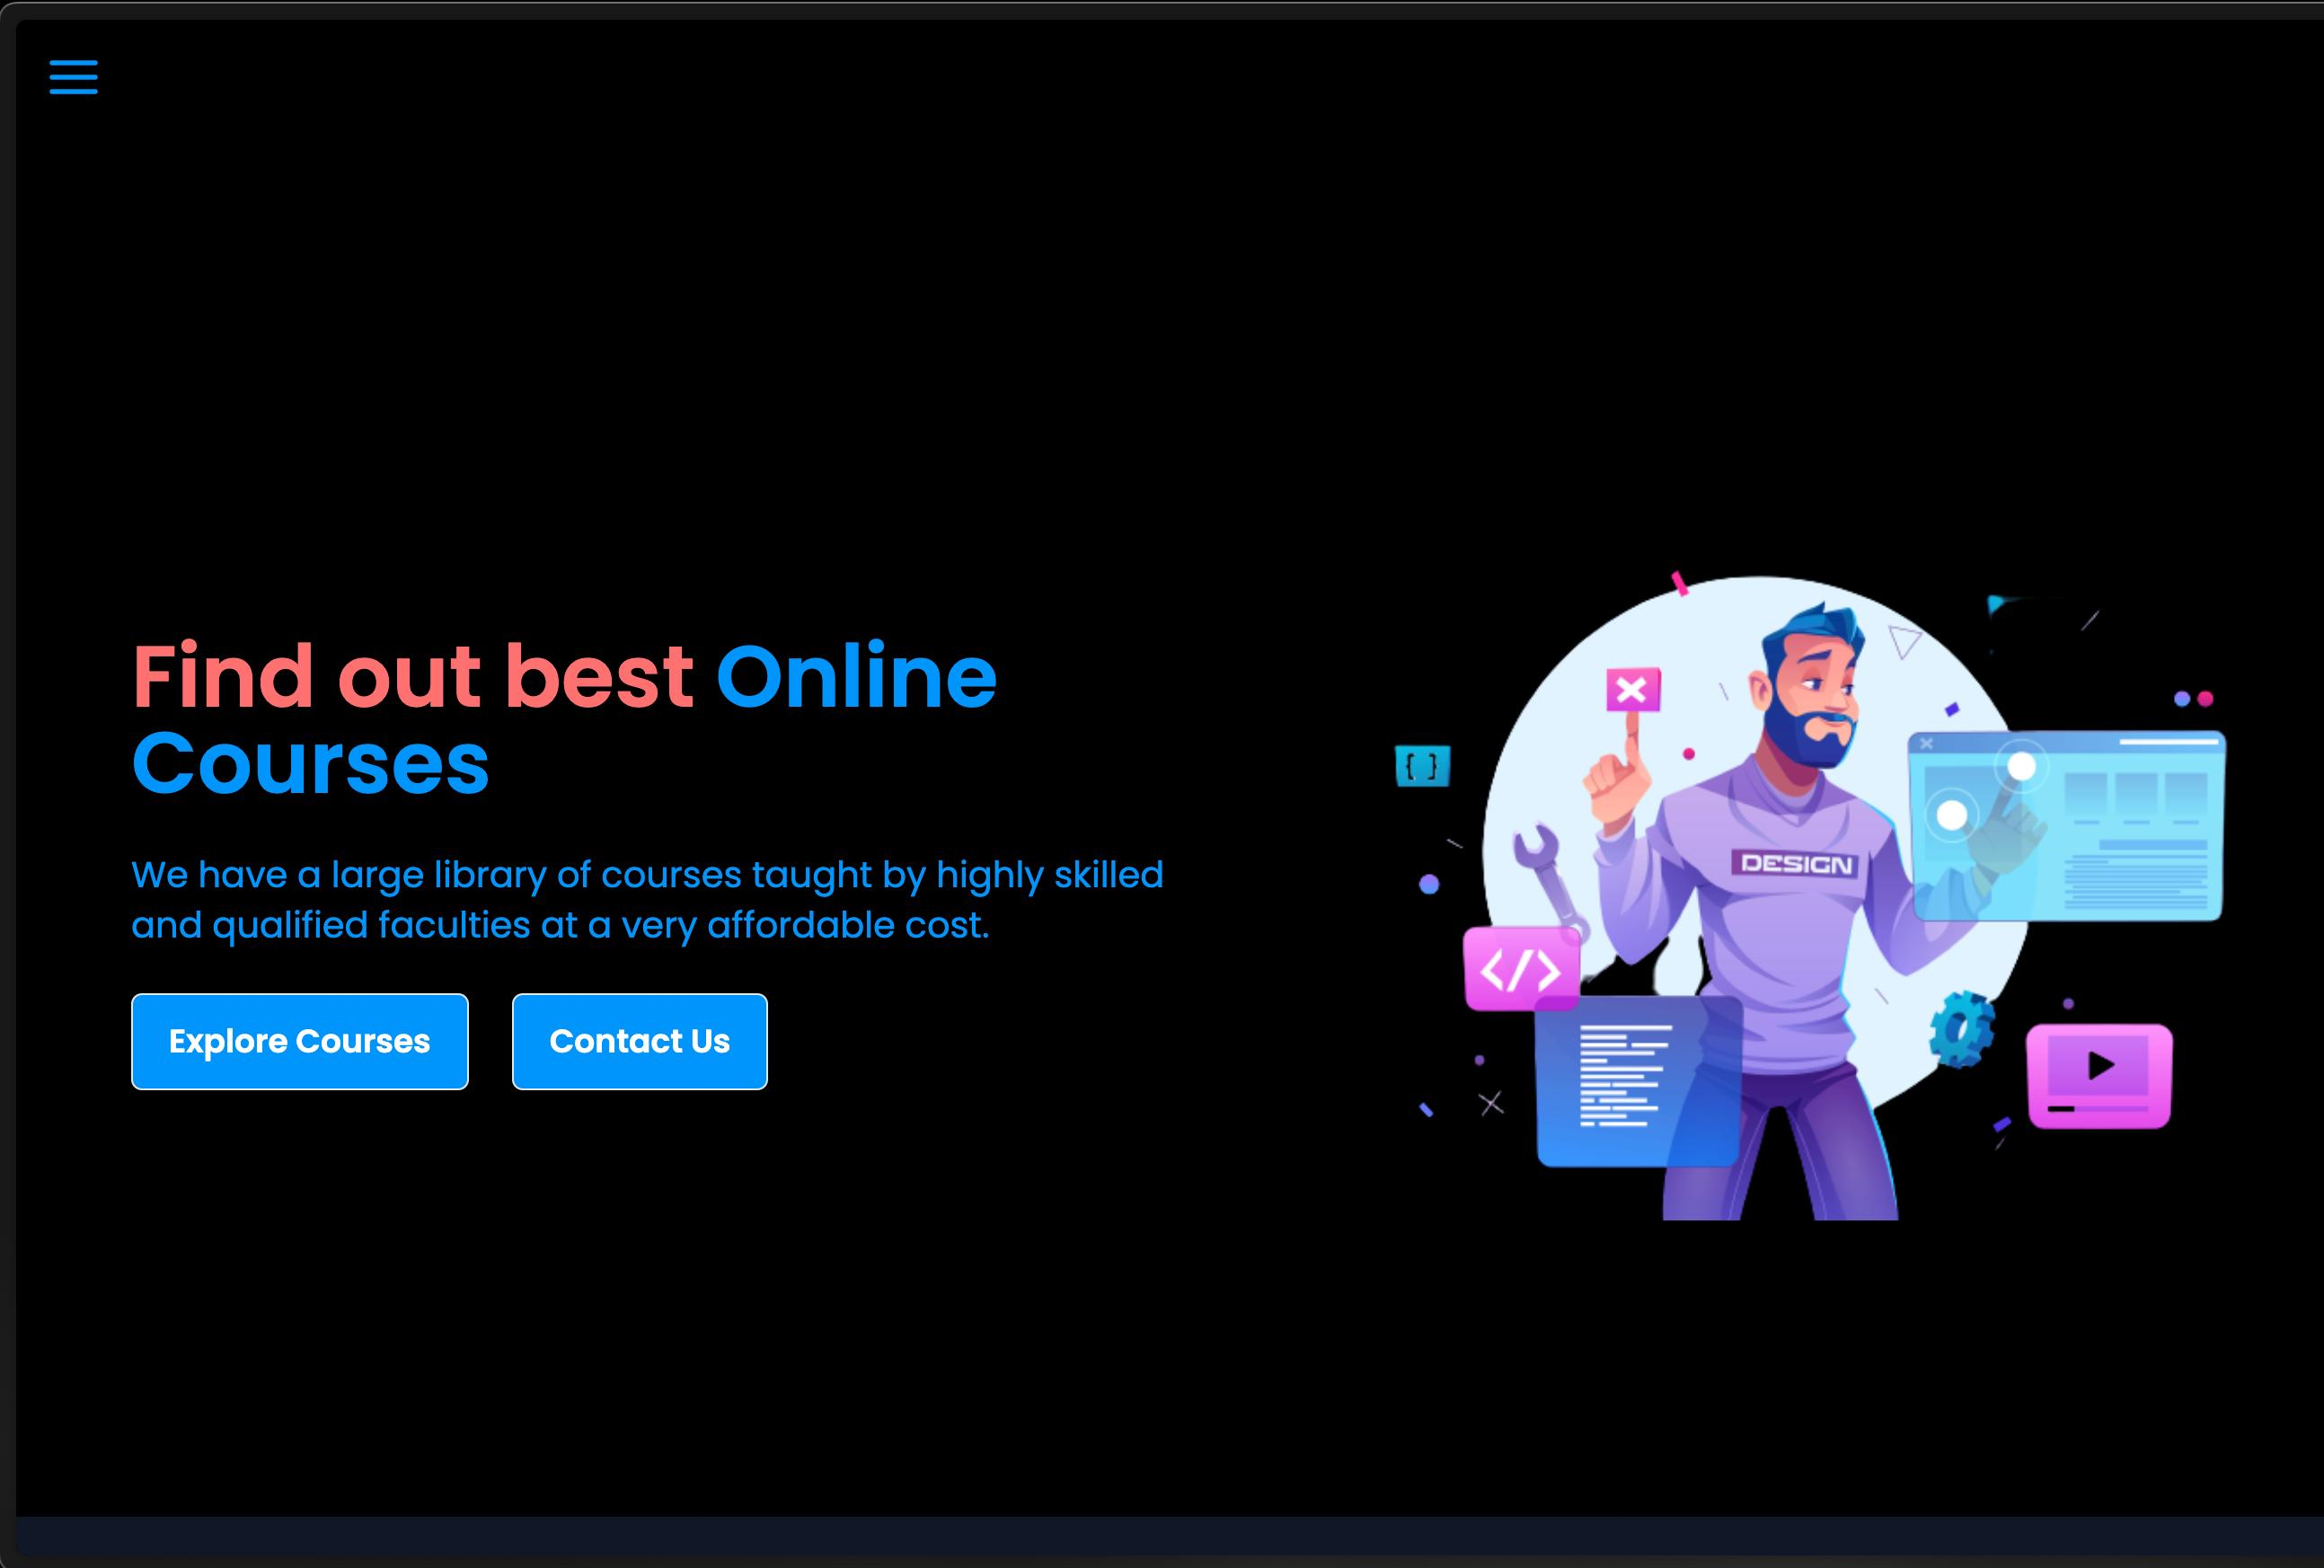 Find out best Online
Courses
We have a large library of courses taught by highly skilled
and qualified faculties at a very affordable cost.
Explore Courses
Contact Us
{ }
DESIGN
</>